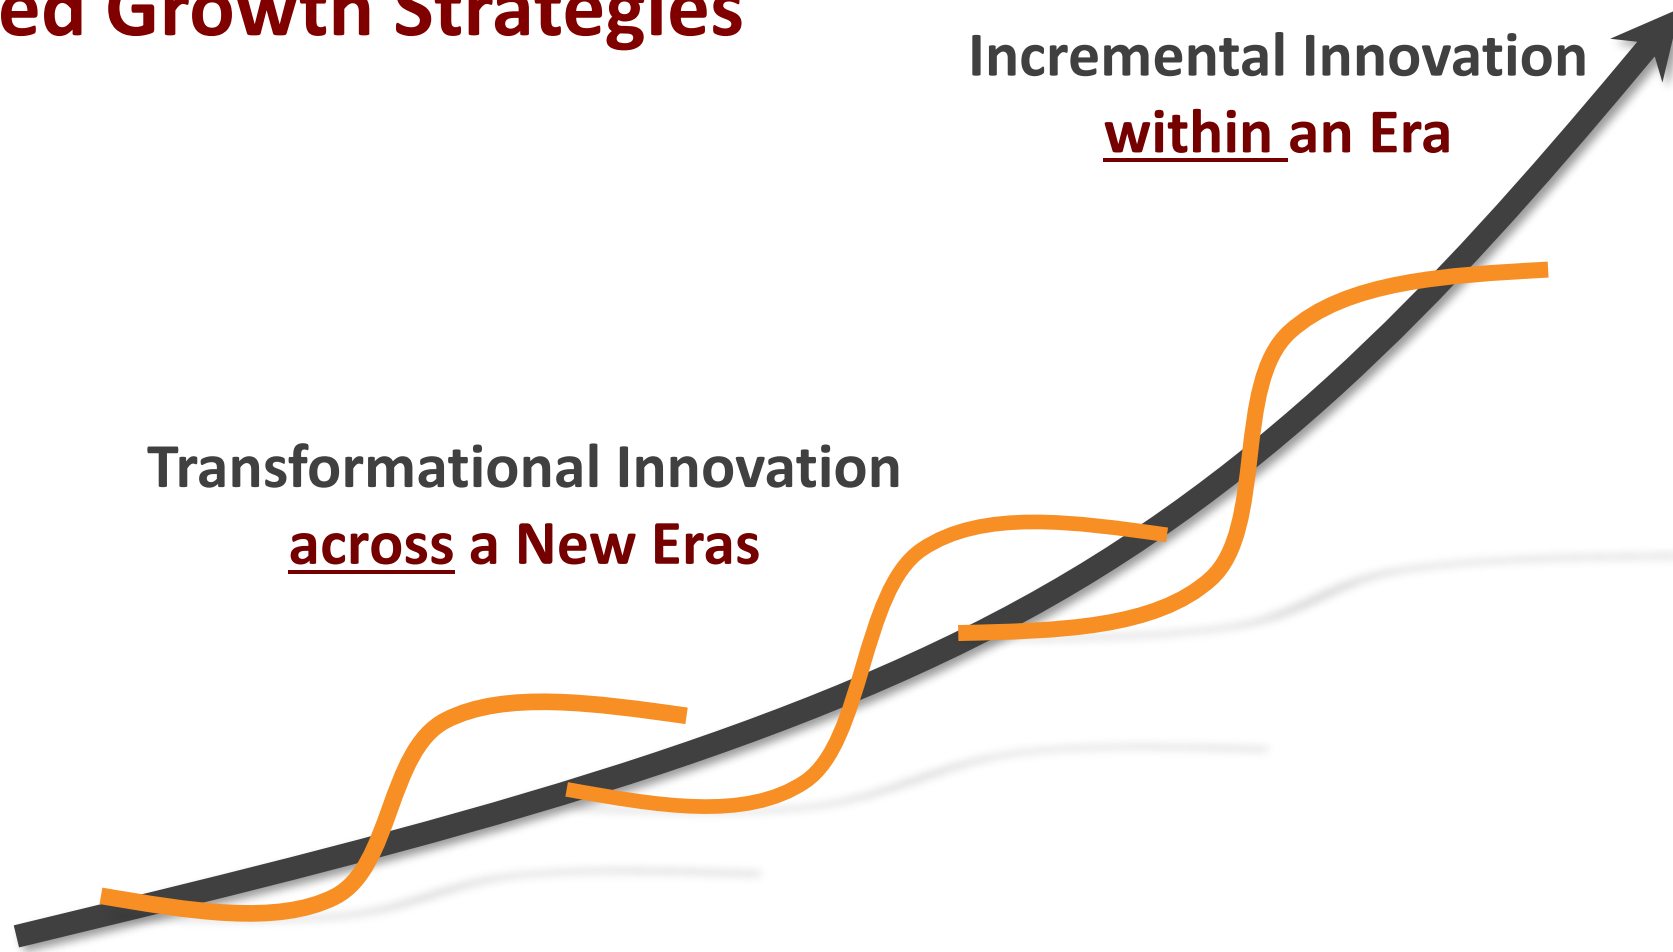 ed Growth Strategies
Incremental Innovation
within an Era
Transformational Innovation
across a New Eras